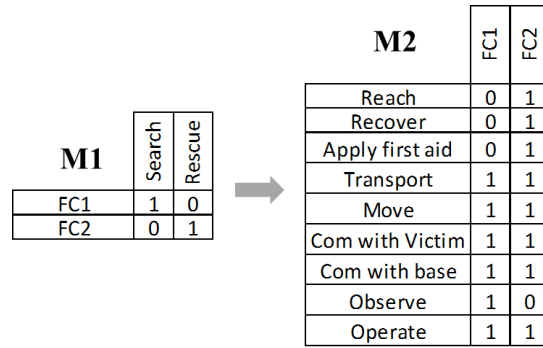 M1
Search Rescue
FC1 1 0
FC2 0 1
M2
FC1 FC2
Reach 0 1
Recover 0 1
Apply first aid 0 1
Transport 1 1
Move 1 1
Com with Victim 1 1
Com with base 1 1
Observe 1 0
Operate 1 1